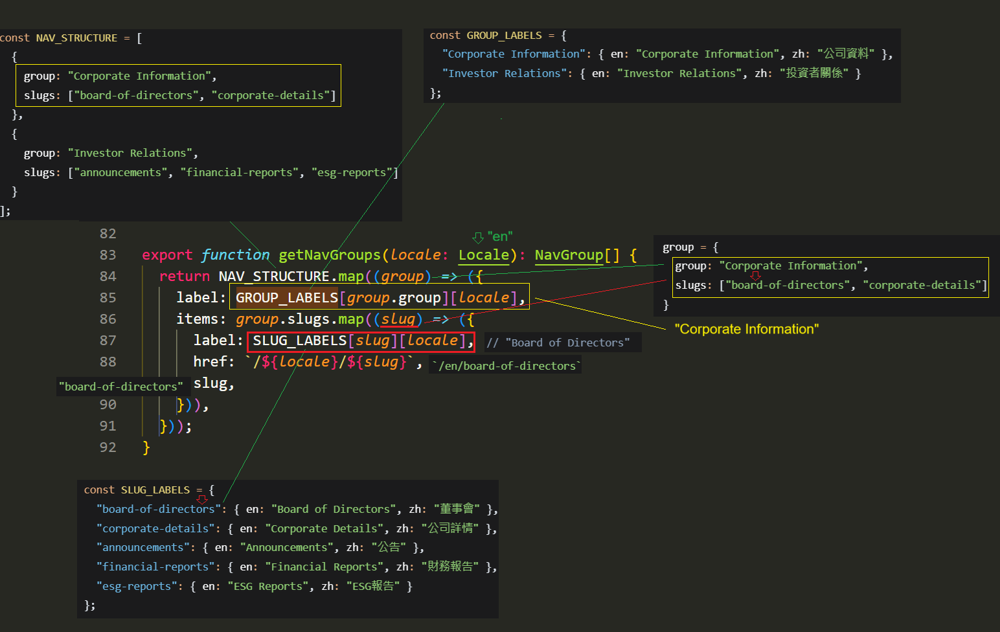 const NAV_STRUCTURE = [
{
group: "Corporate Information",
slugs: ["board-of-directors", "corporate-details"]
},
{
group: "Investor Relations",
slugs: ["announcements", "financial-reports", "esg-reports"]
}
];
const GROUP_LABELS = {
"Corporate Information": { en: "Corporate Information", zh: "公司資料" },
"Investor Relations": { en: "Investor Relations", zh: "投資者關係" }
};
82
"en"
83 export function getNavGroups(locale: Locale): NavGroup[] {
84 return NAV_STRUCTURE.map((group) => ({
85 label: GROUP_LABELS[group.group][locale],
86 items: group.slugs.map((slug) => ({
87 label: SLUG_LABELS[slug][locale], // "Board of Directors"
88 href: `/${locale}/${slug}`, `/en/board-of-directors`
"board-of-directors" slug,
90 })),
91 }));
92 }
group = {
group: "Corporate Information",
slugs: ["board-of-directors", "corporate-details"]
}
"Corporate Information"
const SLUG_LABELS = {
"board-of-directors": { en: "Board of Directors", zh: "董事會" },
"corporate-details": { en: "Corporate Details", zh: "公司詳情" },
"announcements": { en: "Announcements", zh: "公告" },
"financial-reports": { en: "Financial Reports", zh: "財務報告" },
"esg-reports": { en: "ESG Reports", zh: "ESG報告" }
};